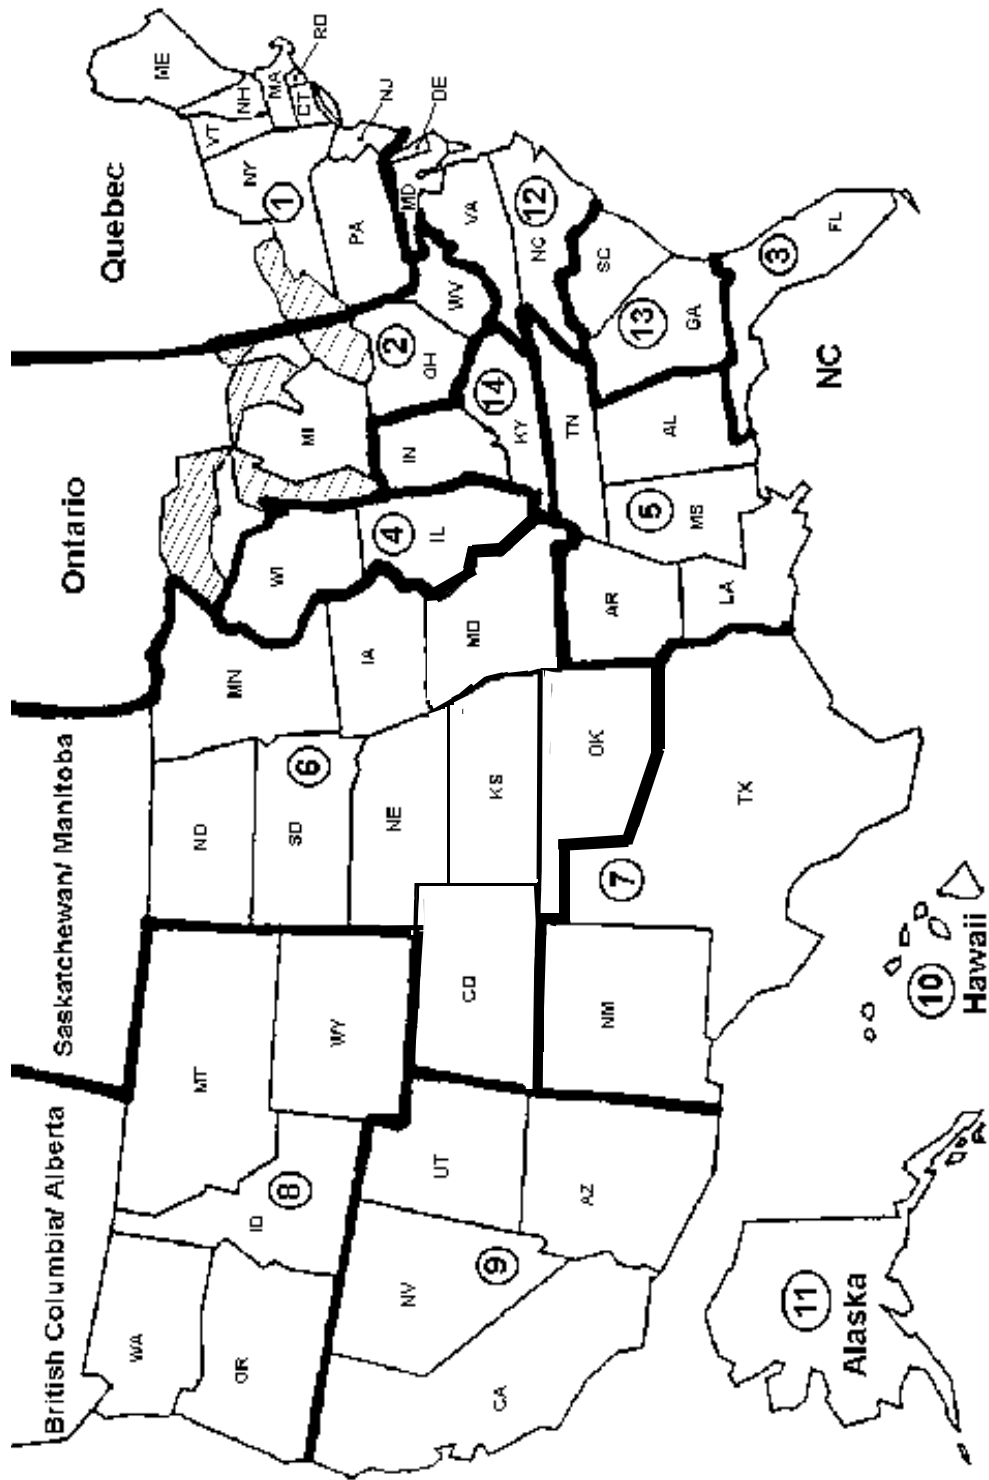 British Columbia/ Alberta
Saskatchewan/ Manitoba
Ontario
Quebec
WA
MT
ND
MN
ME
VT
NH
OR
ID
8
SD
6
WI
MI
NY
1
MA
CT
RO
WY
IA
PA
NJ
NV
NE
4
2
IN
IL
OH
MD
DE
UT
9
CO
KS
MO
14
KY
WV
VA
CA
AZ
NM
7
OK
AR
TN
NC
12
TX
5
MS
AL
13
SC
GA
LA
3
FL
NC
11
Alaska
10
Hawaii